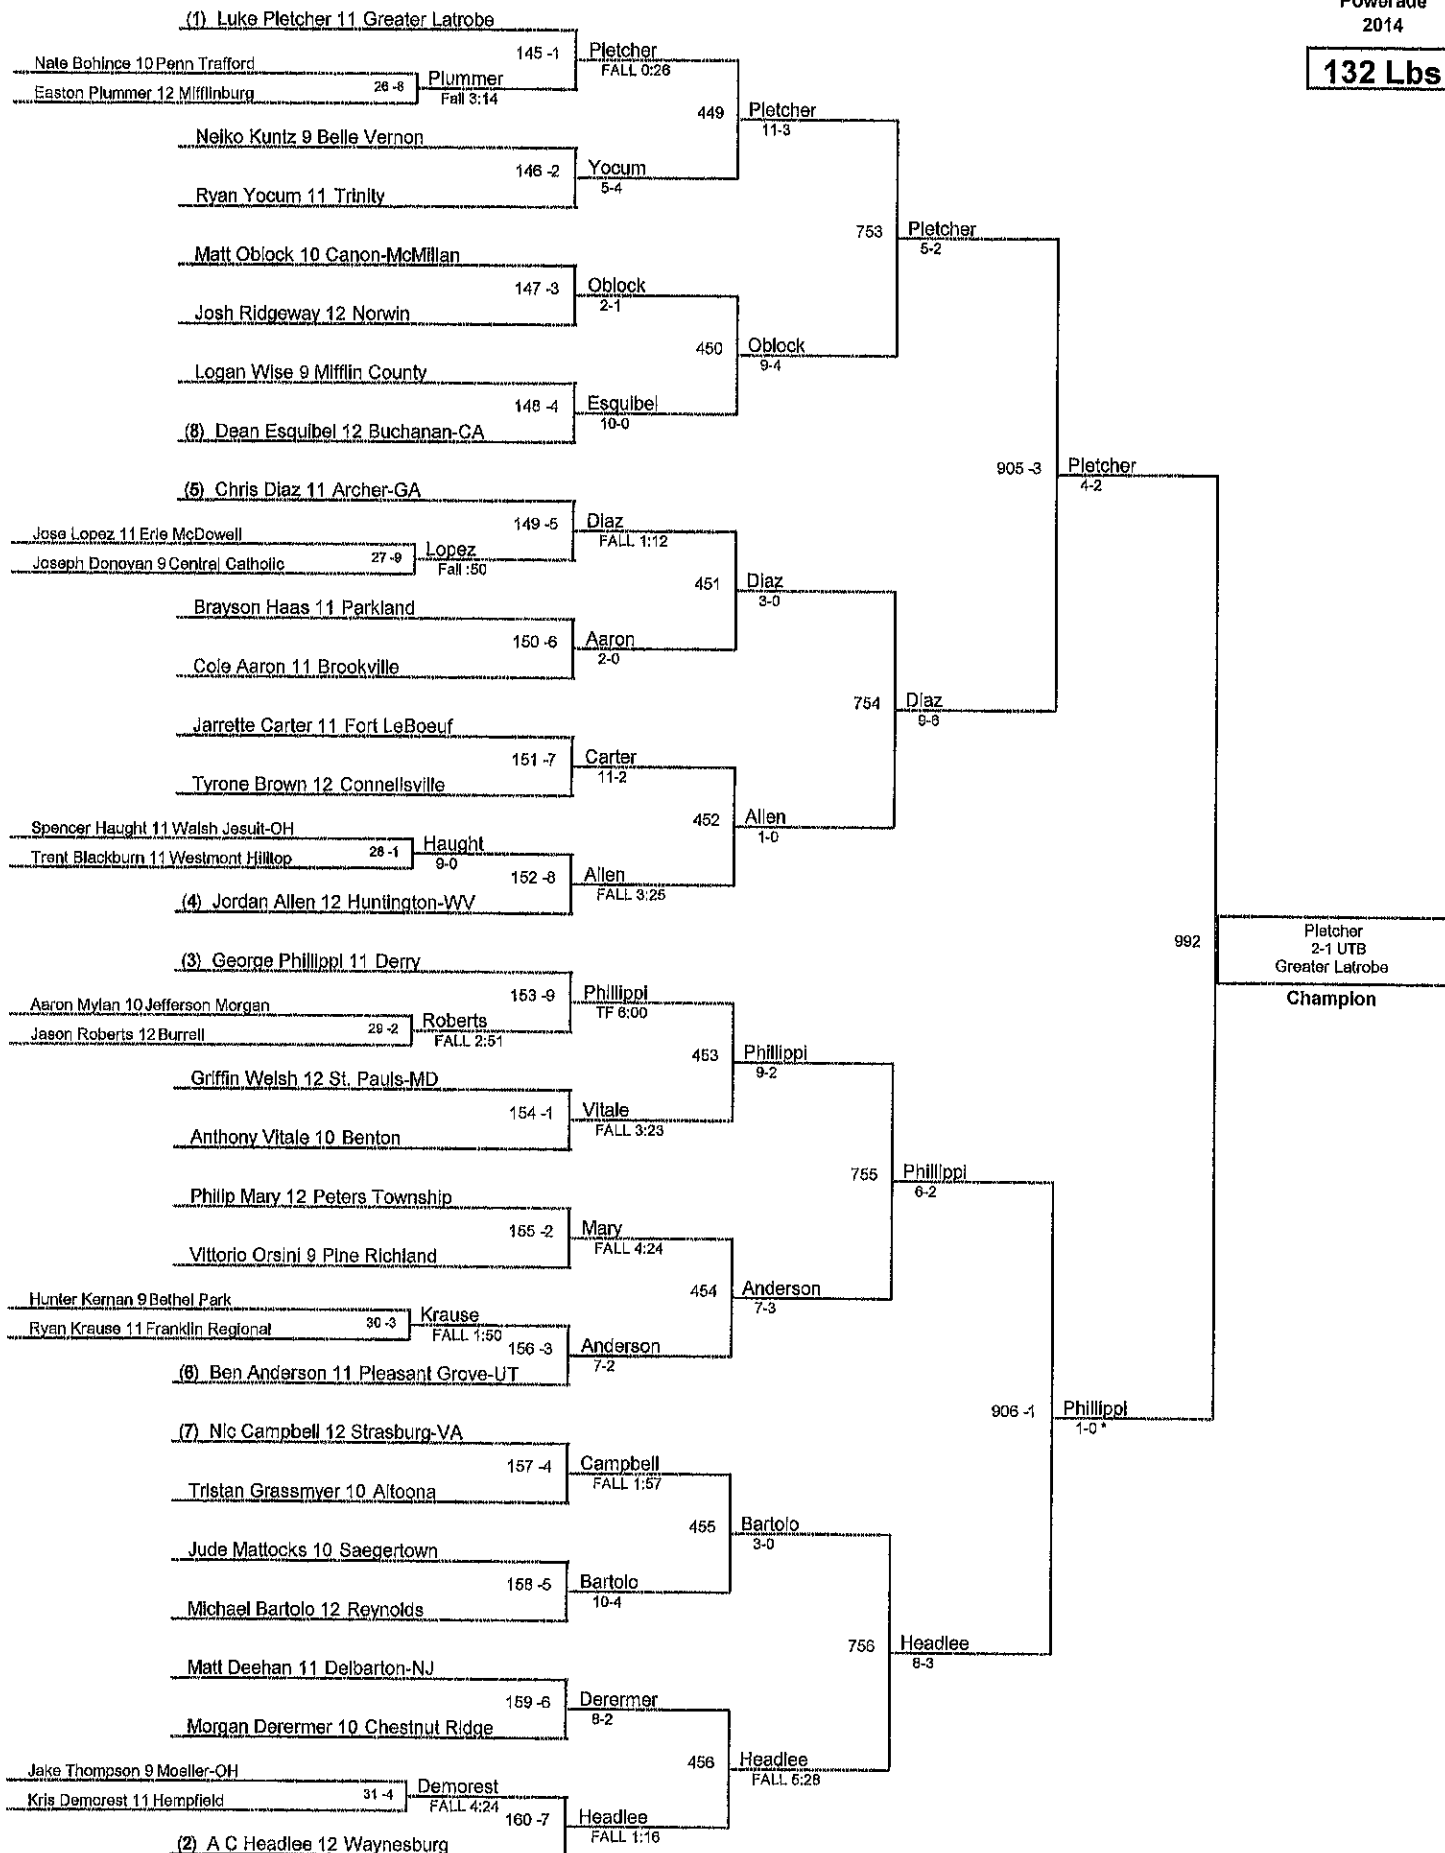 Powerade
2014
132 Lbs
(1) Luke Pletcher 11 Greater Latrobe
145 -1
Pletcher
FALL 0:26
Nate Bohince 10 Penn Trafford
26 -8
Plummer
Fall 3:14
Easton Plummer 12 Mifflinburg
449
Pletcher
11-3
Neiko Kuntz 9 Belle Vernon
146 -2
Yocum
5-4
Ryan Yocum 11 Trinity
753
Pletcher
5-2
Matt Oblock 10 Canon-McMillan
147 -3
Oblock
2-1
Josh Ridgeway 12 Norwin
450
Oblock
9-4
Logan Wise 9 Mifflin County
148 -4
Esquibel
10-0
(8) Dean Esquibel 12 Buchanan-CA
905 -3
Pletcher
4-2
(5) Chris Diaz 11 Archer-GA
149 -5
Diaz
FALL 1:12
Jose Lopez 11 Erie McDowell
27 -9
Lopez
Fall :50
Joseph Donovan 9 Central Catholic
451
Diaz
3-0
Brayson Haas 11 Parkland
150 -6
Aaron
2-0
Cole Aaron 11 Brookville
754
Diaz
9-6
Jarrette Carter 11 Fort LeBoeuf
151 -7
Carter
11-2
Tyrone Brown 12 Connellsville
452
Allen
1-0
Spencer Haught 11 Walsh Jesuit-OH
28 -1
Haught
9-0
Trent Blackburn 11 Westmont Hilltop
152 -8
Allen
FALL 3:25
(4) Jordan Allen 12 Huntington-WV
992
Pletcher
2-1 UTB
Greater Latrobe
Champion
(3) George Phillippi 11 Derry
153 -9
Phillippi
TF 6:00
Aaron Mylan 10 Jefferson Morgan
29 -2
Roberts
FALL 2:51
Jason Roberts 12 Burrell
453
Phillippi
9-2
Griffin Welsh 12 St. Pauls-MD
154 -1
Vitale
FALL 3:23
Anthony Vitale 10 Benton
755
Phillippi
6-2
Philip Mary 12 Peters Township
155 -2
Mary
FALL 4:24
Vittorio Orsini 9 Pine Richland
454
Anderson
7-3
Hunter Kernan 9 Bethel Park
30 -3
Krause
FALL 1:50
Ryan Krause 11 Franklin Regional
156 -3
Anderson
7-2
(6) Ben Anderson 11 Pleasant Grove-UT
906 -1
Phillippi
1-0 *
(7) Nic Campbell 12 Strasburg-VA
157 -4
Campbell
FALL 1:57
Tristan Grassmyer 10 Altoona
455
Bartolo
3-0
Jude Mattocks 10 Saegertown
158 -5
Bartolo
10-4
Michael Bartolo 12 Reynolds
756
Headlee
8-3
Matt Deehan 11 Delbarton-NJ
159 -6
Derermer
8-2
Morgan Derermer 10 Chestnut Ridge
456
Headlee
FALL 5:28
Jake Thompson 9 Moeller-OH
31 -4
Demorest
FALL 4:24
Kris Demorest 11 Hempfield
160 -7
Headlee
FALL 1:16
(2) A C Headlee 12 Waynesburg